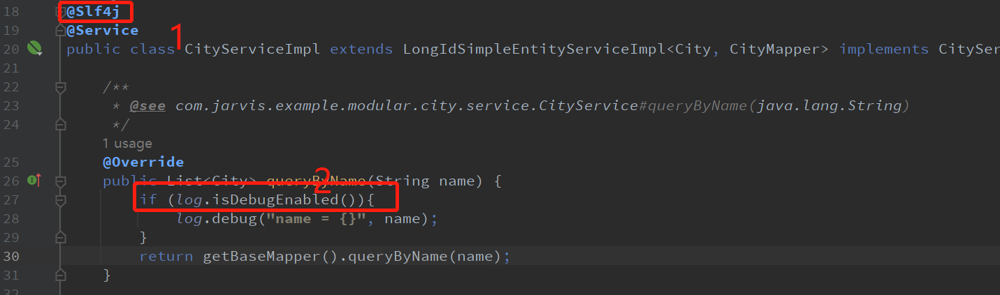 18 @Slf4j
19 @Service
1
20 public class CityServiceImpl extends LongIdSimpleEntityServiceImpl<City, CityMapper> implements CitySer
21
22 /**
23 * @see com.jarvis.example.modular.city.service.CityService#queryByName(java.lang.String)
24 */
1 usage
25 @Override
2
26 public List<City> queryByName(String name) {
27 if (log.isDebugEnabled()){
28 log.debug("name = {}", name);
29 }
30 return getBaseMapper().queryByName(name);
31 }
32